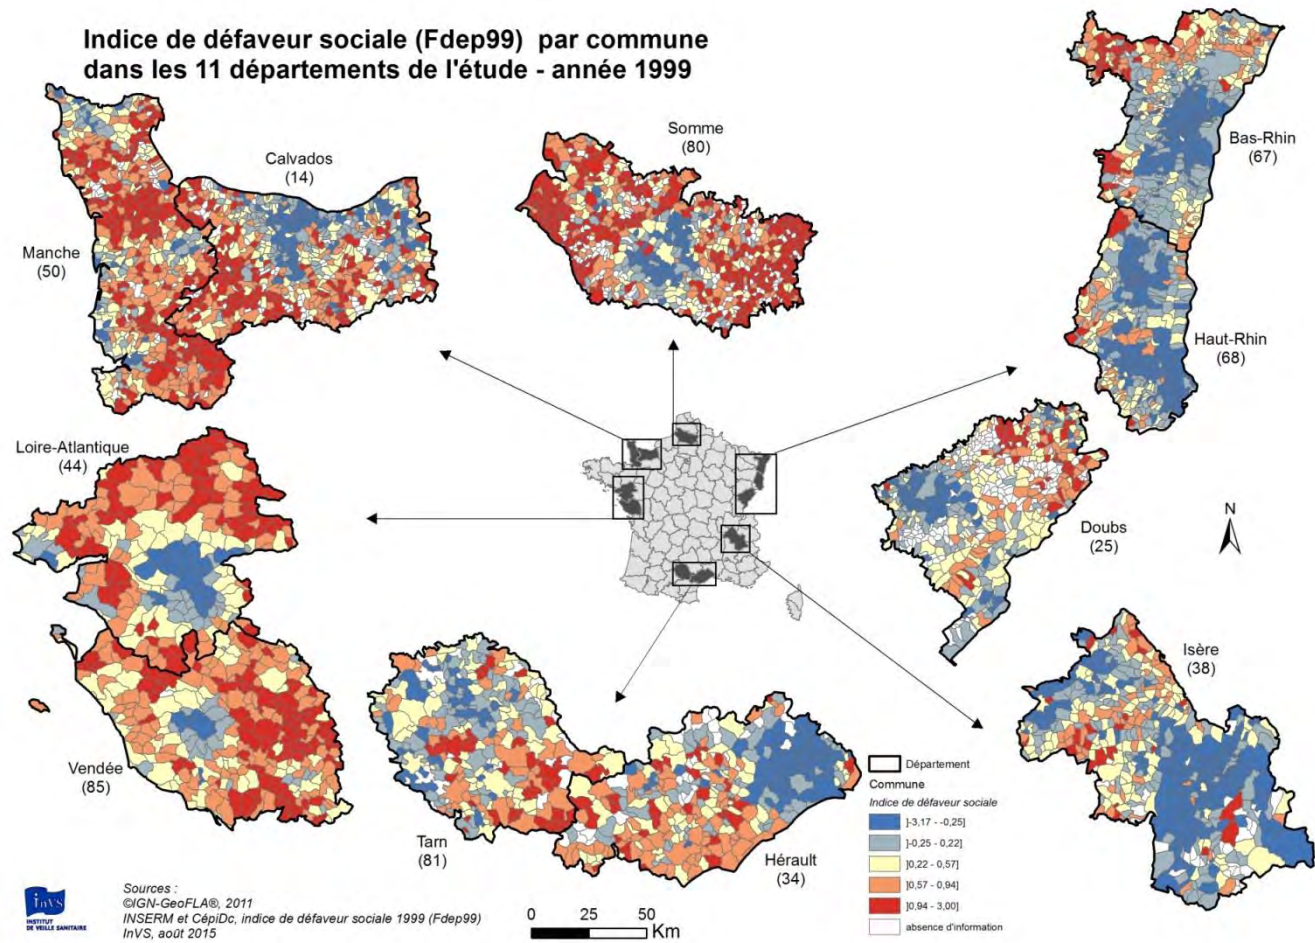 Indice de défaveur sociale (Fdep99) par commune
dans les 11 départements de l'étude - année 1999
Somme
(80)
Calvados
(14)
Manche
(50)
Bas-Rhin
(67)
Haut-Rhin
(68)
Loire-Atlantique
(44)
Doubs
(25)
N
Isère
(38)
Vendée
(85)
Tarn
(81)
Hérault
(34)
Département
Commune
Indice de défaveur sociale
]-3,17 - -0,25]
]-0,25 - 0,22]
]0,22 - 0,57]
]0,57 - 0,94]
]0,94 - 3,00]
absence d'information
InVS
INSTITUT
DE VEILLE SANITAIRE
Sources :
©IGN-GeoFLA®, 2011
INSERM et CépiDc, indice de défaveur sociale 1999 (Fdep99)
InVS, août 2015
0 25 50
Km